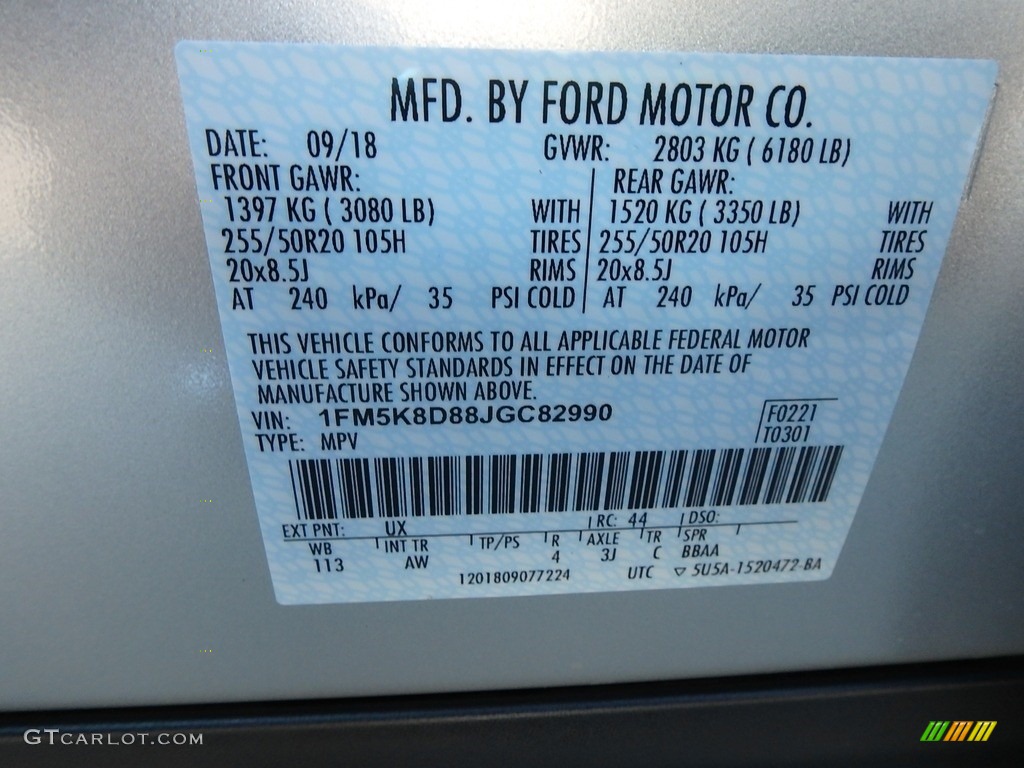 MFD. BY FORD MOTOR CO.
DATE: 09/18 GVWR: 2803 KG ( 6180 LB)
FRONT GAWR: REAR GAWR:
1397 KG ( 3080 LB) WITH 1520 KG ( 3350 LB) WITH
255/50R20 105H TIRES 255/50R20 105H TIRES
20x8.5J RIMS 20x8.5J RIMS
AT 240 kPa/ 35 PSI COLD AT 240 kPa/ 35 PSI COLD
THIS VEHICLE CONFORMS TO ALL APPLICABLE FEDERAL MOTOR
VEHICLE SAFETY STANDARDS IN EFFECT ON THE DATE OF
MANUFACTURE SHOWN ABOVE.
VIN: 1FM5K8D88JGC82990 F0221
TYPE: MPV T0301
EXT PNT: UX RC: 44 DSO:
WB INT TR TP/PS R AXLE TR SPR
113 AW 4 3J C BBAA
1201809077224 UTC ▽ 5U5A-1520472-BA
GTCARLOT.COM